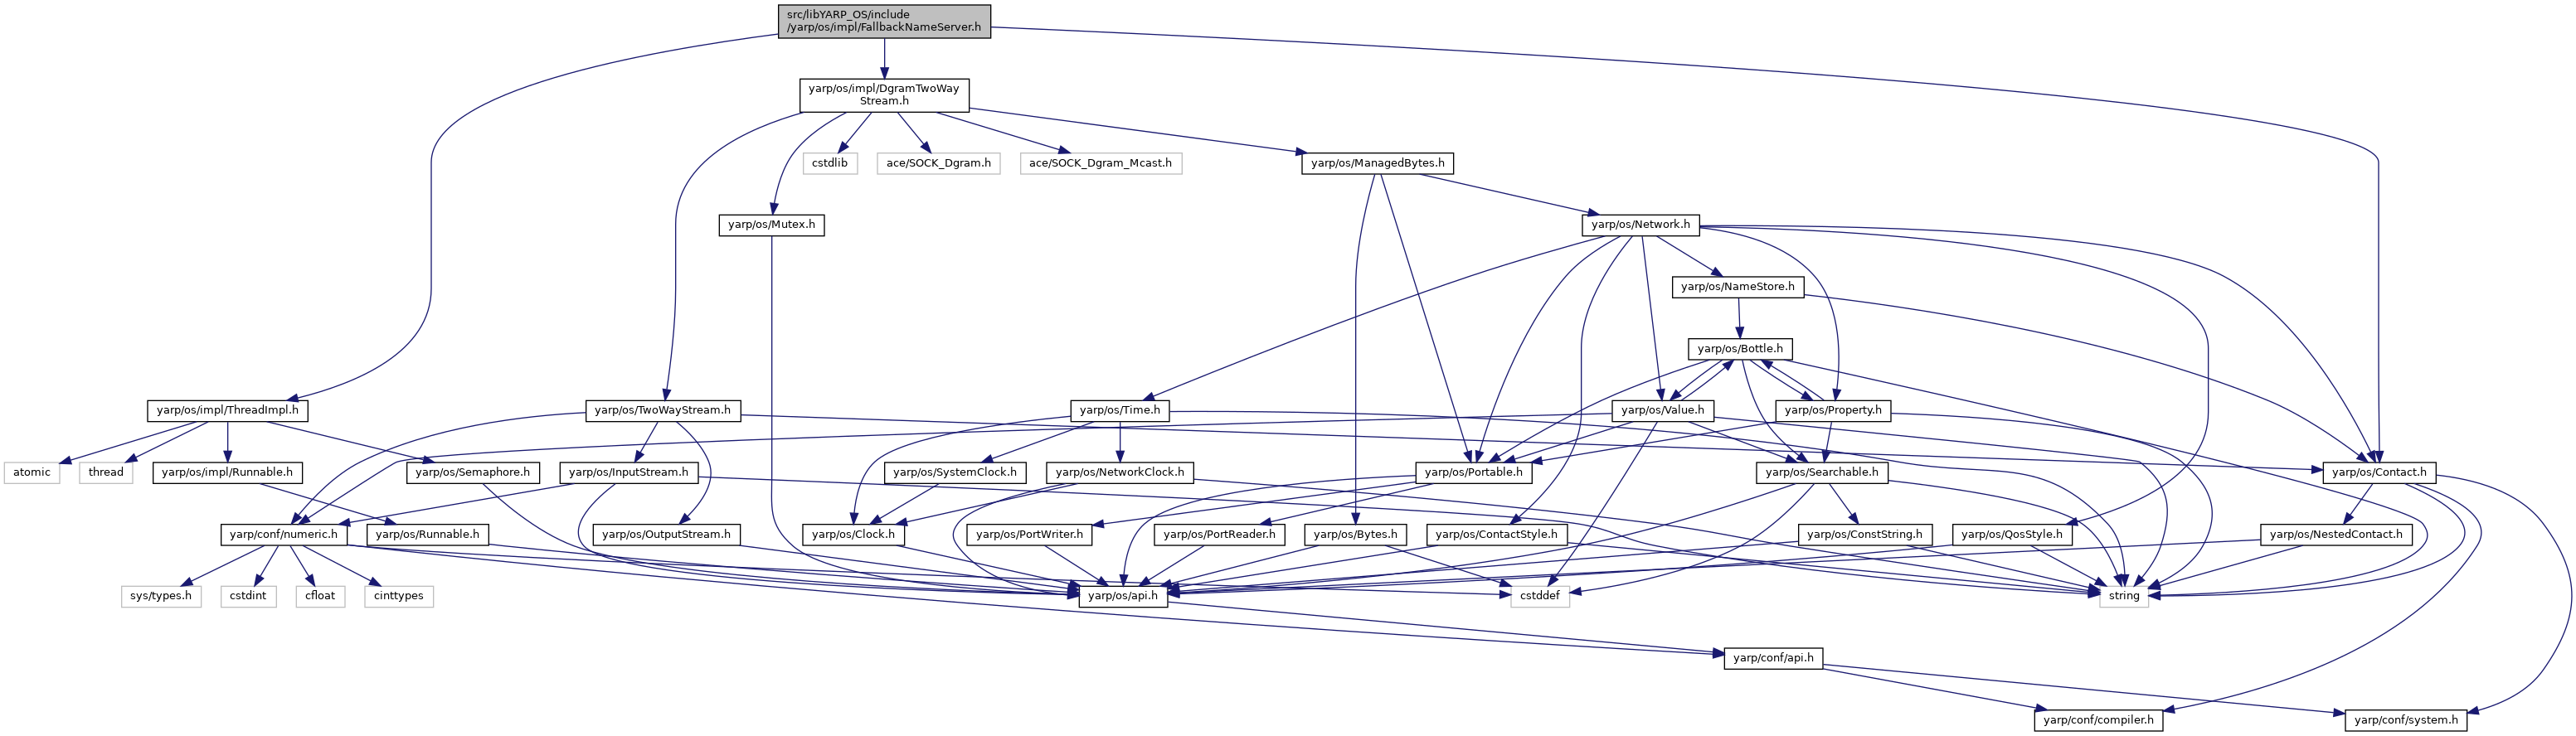 src/libYARP_OS/include
/yarp/os/impl/FallbackNameServer.h
yarp/os/impl/DgramTwoWay
Stream.h
cstdlib
ace/SOCK_Dgram.h
ace/SOCK_Dgram_Mcast.h
yarp/os/ManagedBytes.h
yarp/os/Mutex.h
yarp/os/Network.h
yarp/os/NameStore.h
yarp/os/Bottle.h
yarp/os/impl/ThreadImpl.h
yarp/os/TwoWayStream.h
yarp/os/Time.h
yarp/os/Value.h
yarp/os/Property.h
atomic
thread
yarp/os/impl/Runnable.h
yarp/os/Semaphore.h
yarp/os/InputStream.h
yarp/os/SystemClock.h
yarp/os/NetworkClock.h
yarp/os/Portable.h
yarp/os/Searchable.h
yarp/os/Contact.h
yarp/conf/numeric.h
yarp/os/Runnable.h
yarp/os/OutputStream.h
yarp/os/Clock.h
yarp/os/PortWriter.h
yarp/os/PortReader.h
yarp/os/Bytes.h
yarp/os/ContactStyle.h
yarp/os/ConstString.h
yarp/os/QosStyle.h
yarp/os/NestedContact.h
sys/types.h
cstdint
cfloat
cinttypes
yarp/os/api.h
cstddef
string
yarp/conf/api.h
yarp/conf/compiler.h
yarp/conf/system.h